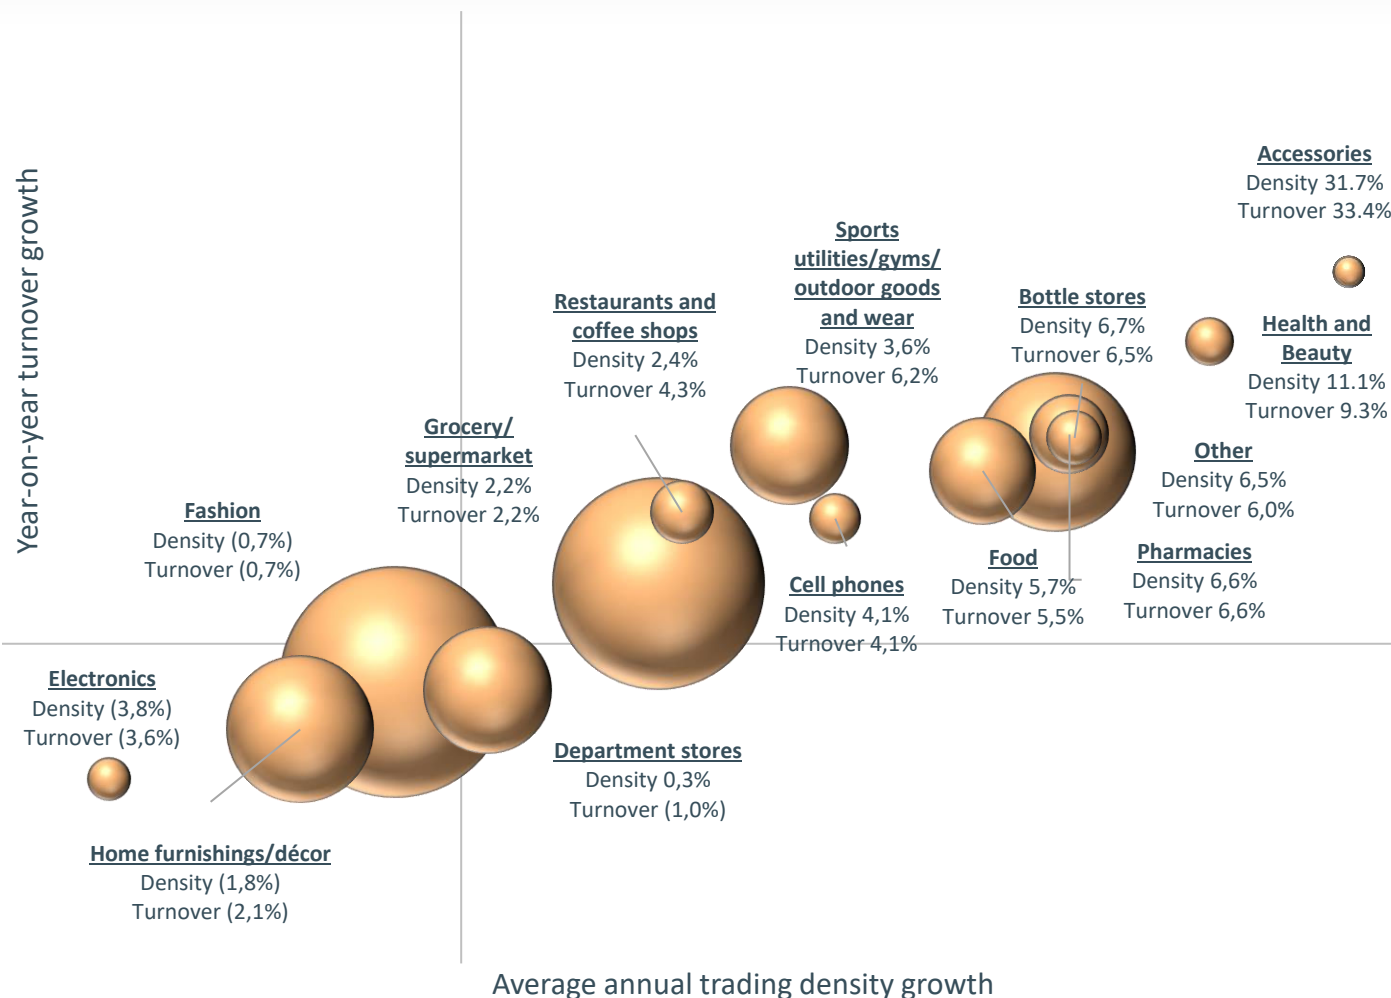 Year-on-year turnover growth
Accessories
Density 31.7%
Turnover 33.4%
Sports
utilities/gyms/
outdoor goods
and wear
Density 3,6%
Turnover 6,2%
Restaurants and
coffee shops
Density 2,4%
Turnover 4,3%
Bottle stores
Density 6,7%
Turnover 6,5%
Health and
Beauty
Density 11.1%
Turnover 9.3%
Grocery/
supermarket
Density 2,2%
Turnover 2,2%
Other
Density 6,5%
Turnover 6,0%
Fashion
Density (0,7%)
Turnover (0,7%)
Cell phones
Density 4,1%
Turnover 4,1%
Food
Density 5,7%
Turnover 5,5%
Pharmacies
Density 6,6%
Turnover 6,6%
Electronics
Density (3,8%)
Turnover (3,6%)
Department stores
Density 0,3%
Turnover (1,0%)
Home furnishings/décor
Density (1,8%)
Turnover (2,1%)
Average annual trading density growth